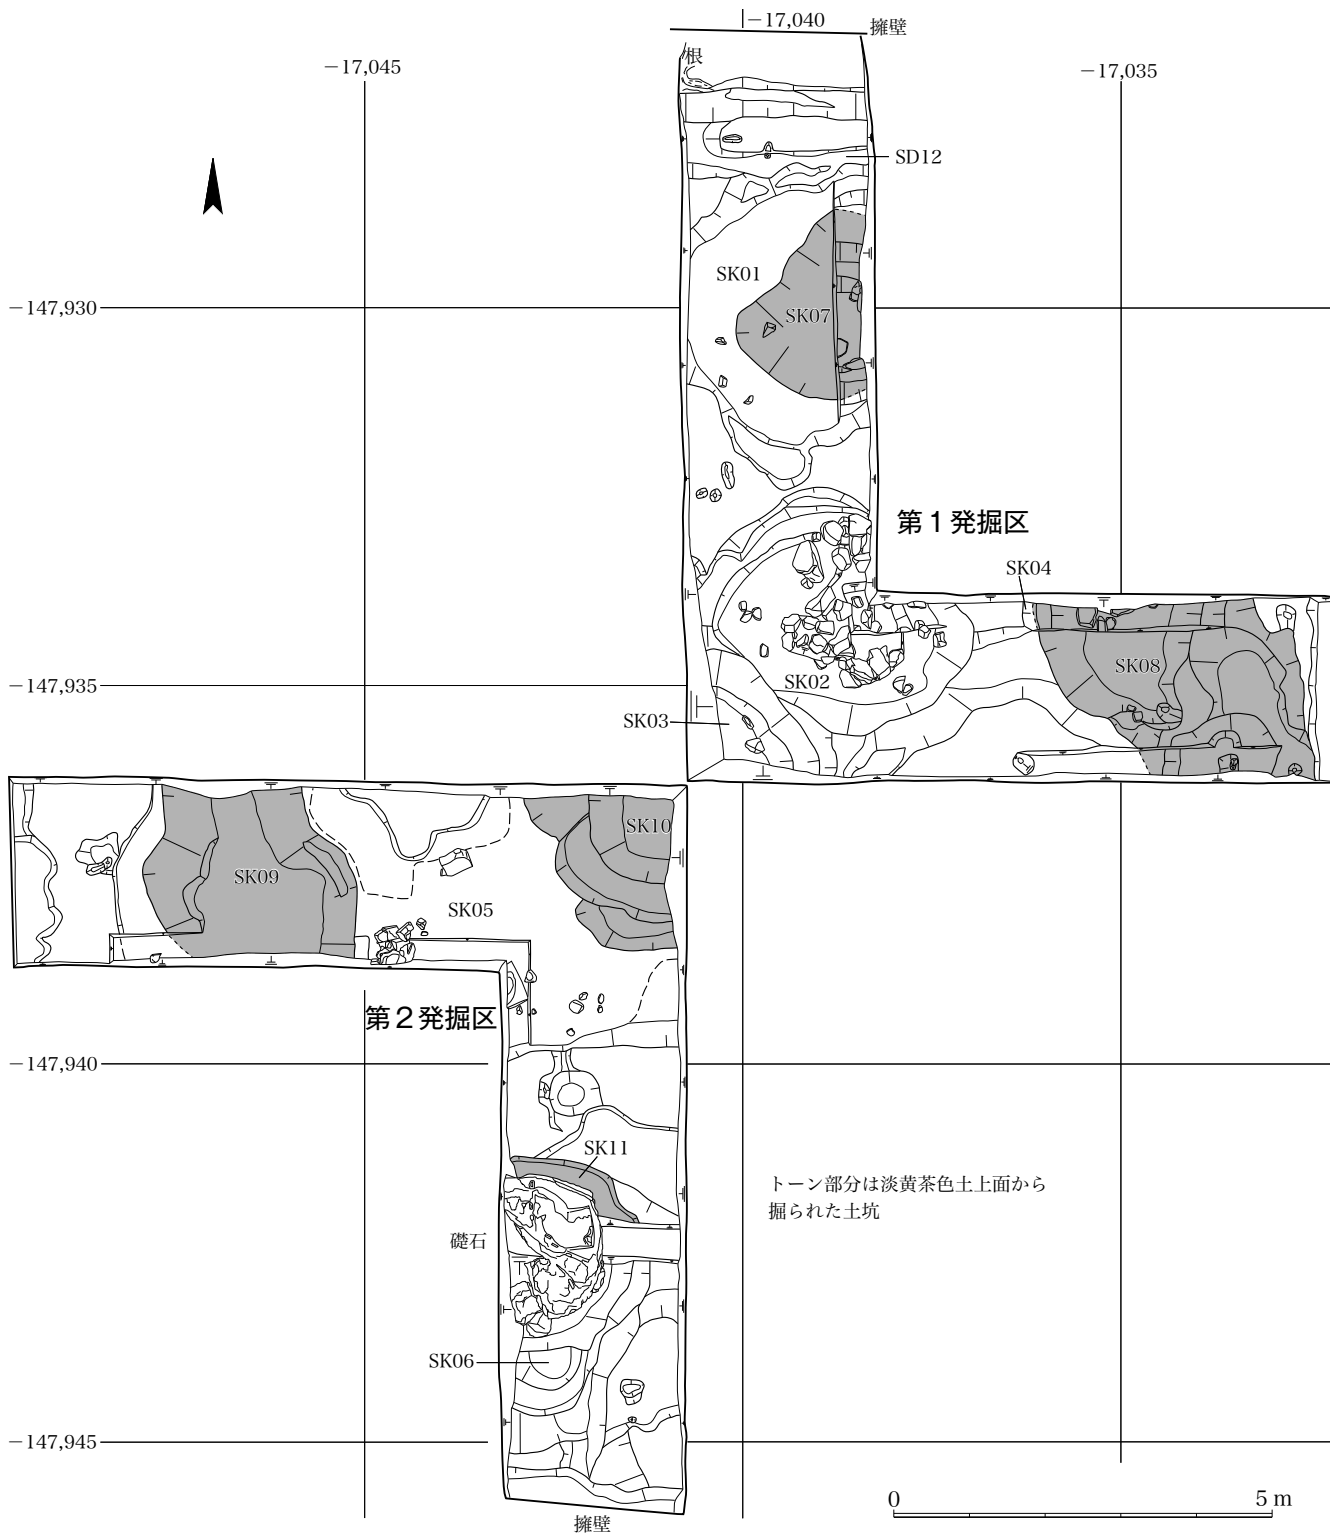 －17,040
擁壁
－17,045
根
－17,035
SD12
SK01
－147,930
SK07
第１発掘区
SK04
SK08
SK02
－147,935
SK03
SK10
SK09
SK05
第２発掘区
－147,940
SK11
トーン部分は淡黄茶色土上面から
掘られた土坑
礎石
SK06
－147,945
0
5 m
擁壁